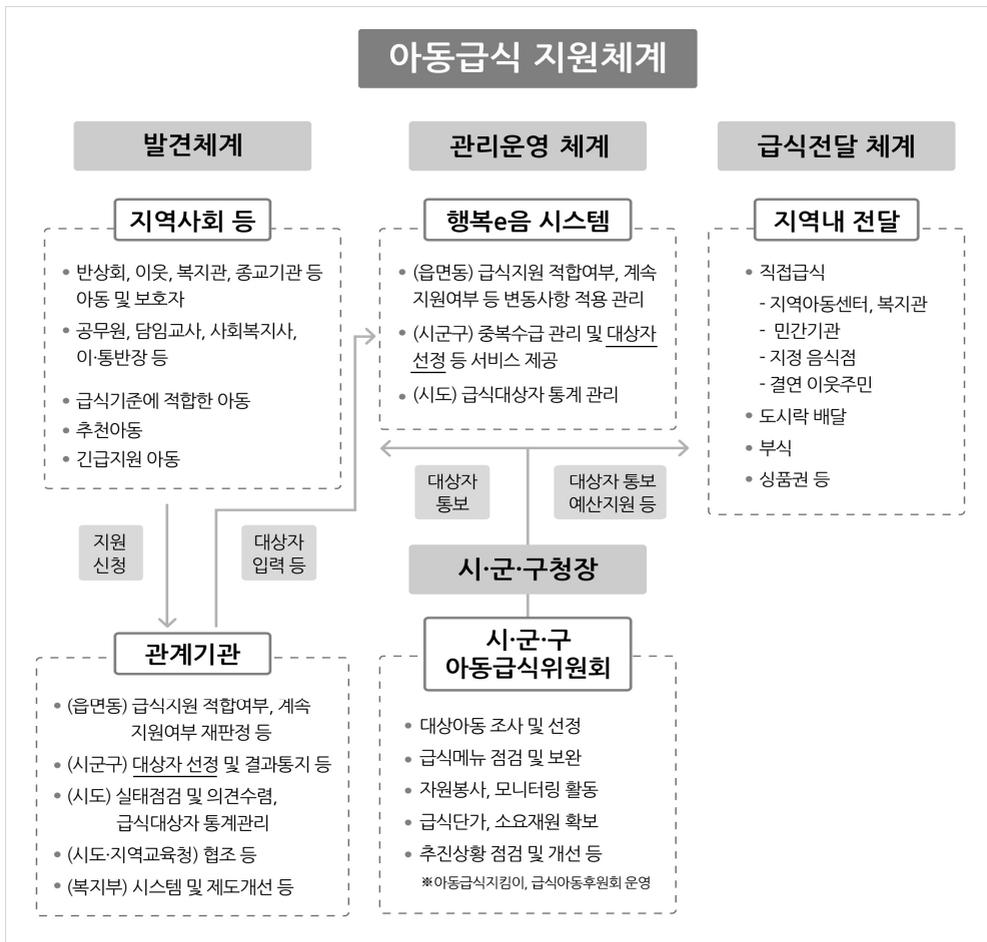 아동급식 지원체계
발견체계
지역사회 등
• 반상회, 이웃, 복지관, 종교기관 등
아동 및 보호자
• 공무원, 담임교사, 사회복지사,
이·통반장 등
• 급식기준에 적합한 아동
• 추천아동
• 긴급지원 아동
지원
신청
대상자
입력 등
관계기관
• (읍면동) 급식지원 적합여부, 계속
지원여부 재판정 등
• (시군구) 대상자 선정 및 결과통지 등
• (시도) 실태점검 및 의견수렴,
급식대상자 통계관리
• (시도·지역교육청) 협조 등
• (복지부) 시스템 및 제도개선 등
관리운영 체계
행복e음 시스템
• (읍면동) 급식지원 적합여부, 계속
지원여부 등 변동사항 적용 관리
• (시군구) 중복수급 관리 및 대상자
선정 등 서비스 제공
• (시도) 급식대상자 통계 관리
대상자
통보
대상자 통보
예산지원 등
시·군·구청장
시·군·구
아동급식위원회
• 대상아동 조사 및 선정
• 급식메뉴 점검 및 보완
• 자원봉사, 모니터링 활동
• 급식단가, 소요재원 확보
• 추진상황 점검 및 개선 등
※아동급식지킴이, 급식아동후원회 운영
급식전달 체계
지역내 전달
• 직접급식
- 지역아동센터, 복지관
- 민간기관
- 지정 음식점
- 결연 이웃주민
• 도시락 배달
• 부식
• 상품권 등